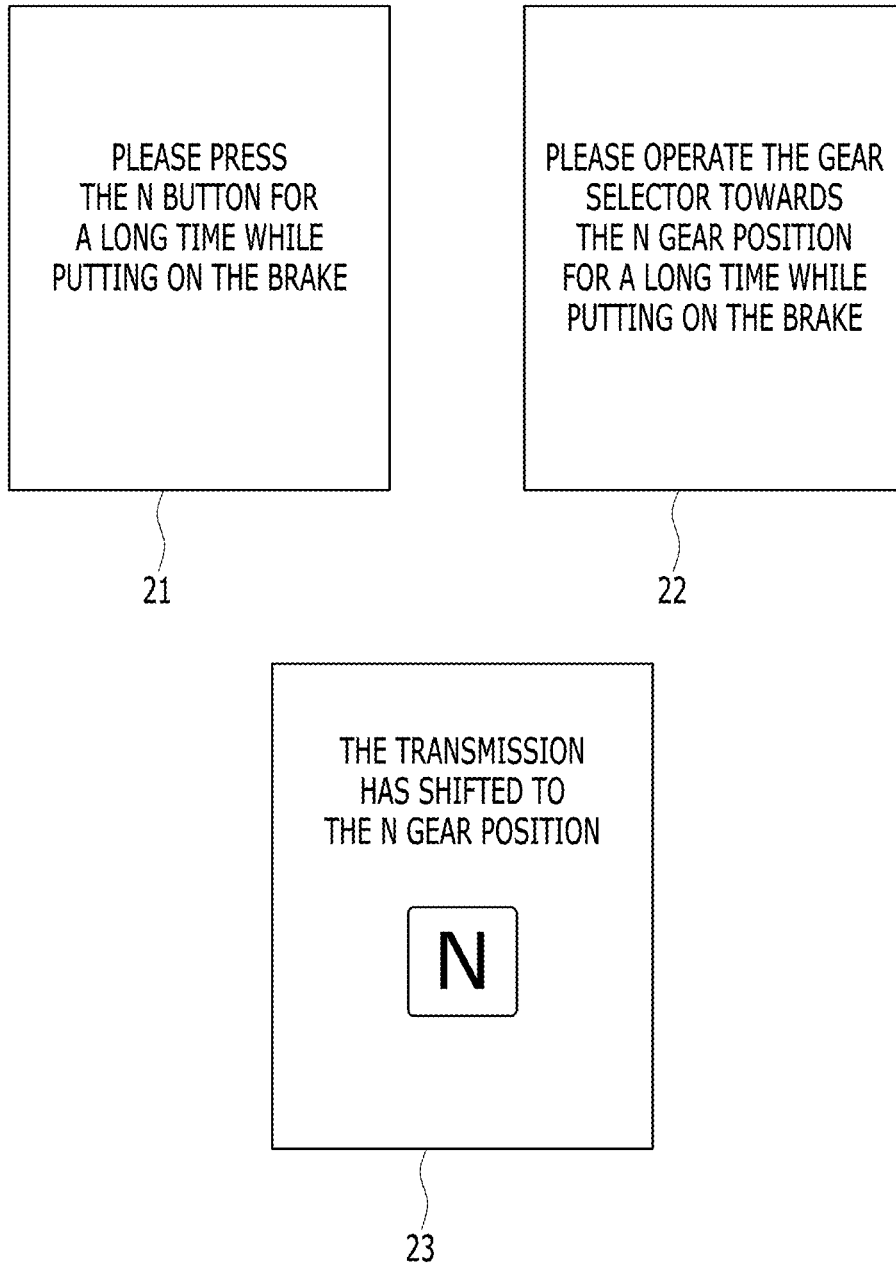 PLEASE PRESS
THE N BUTTON FOR
A LONG TIME WHILE
PUTTING ON THE BRAKE
21
PLEASE OPERATE THE GEAR
SELECTOR TOWARDS
THE N GEAR POSITION
FOR A LONG TIME WHILE
PUTTING ON THE BRAKE
22
THE TRANSMISSION
HAS SHIFTED TO
THE N GEAR POSITION
N
23